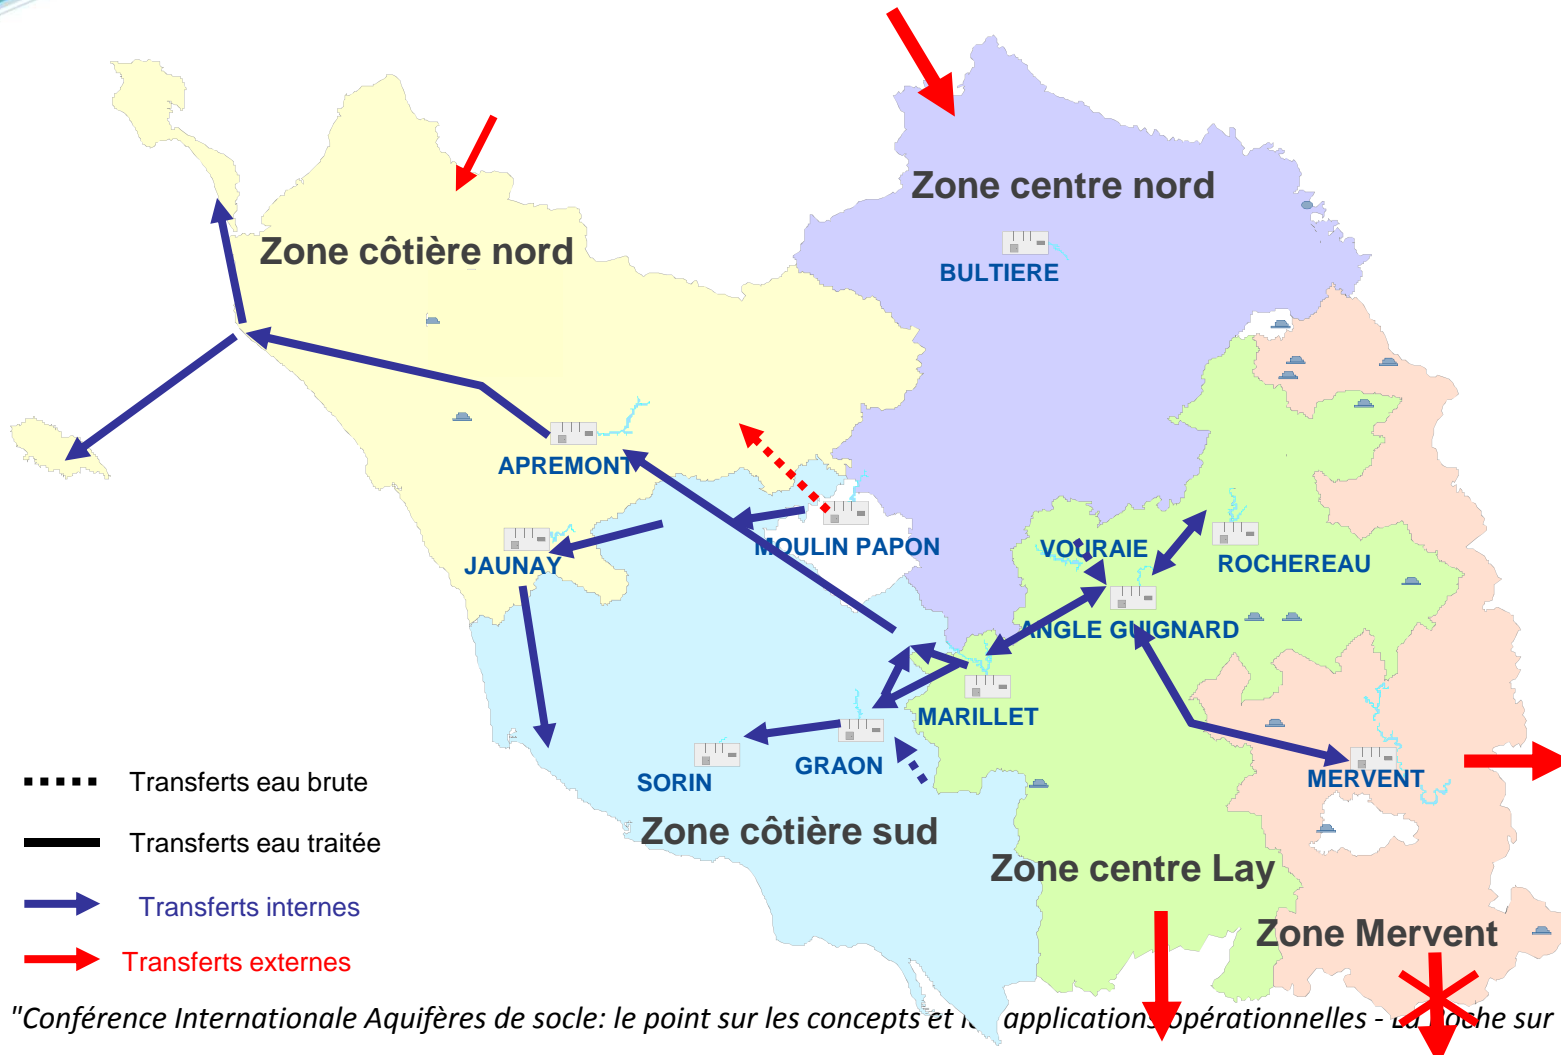 Zone centre nord
Zone côtière nord
BULTIERE
APREMONT
MOULIN PAPON
VOURAIE
ROCHEREAU
JAUNAY
ANGLE GUIGNARD
MARILLET
GRAON
SORIN
MERVENT
Transferts eau brute
Zone côtière sud
Transferts eau traitée
Zone centre Lay
Transferts internes
Zone Mervent
Transferts externes
"Conférence Internationale Aquifères de socle: le point sur les concepts et applications opérationnelles - sur